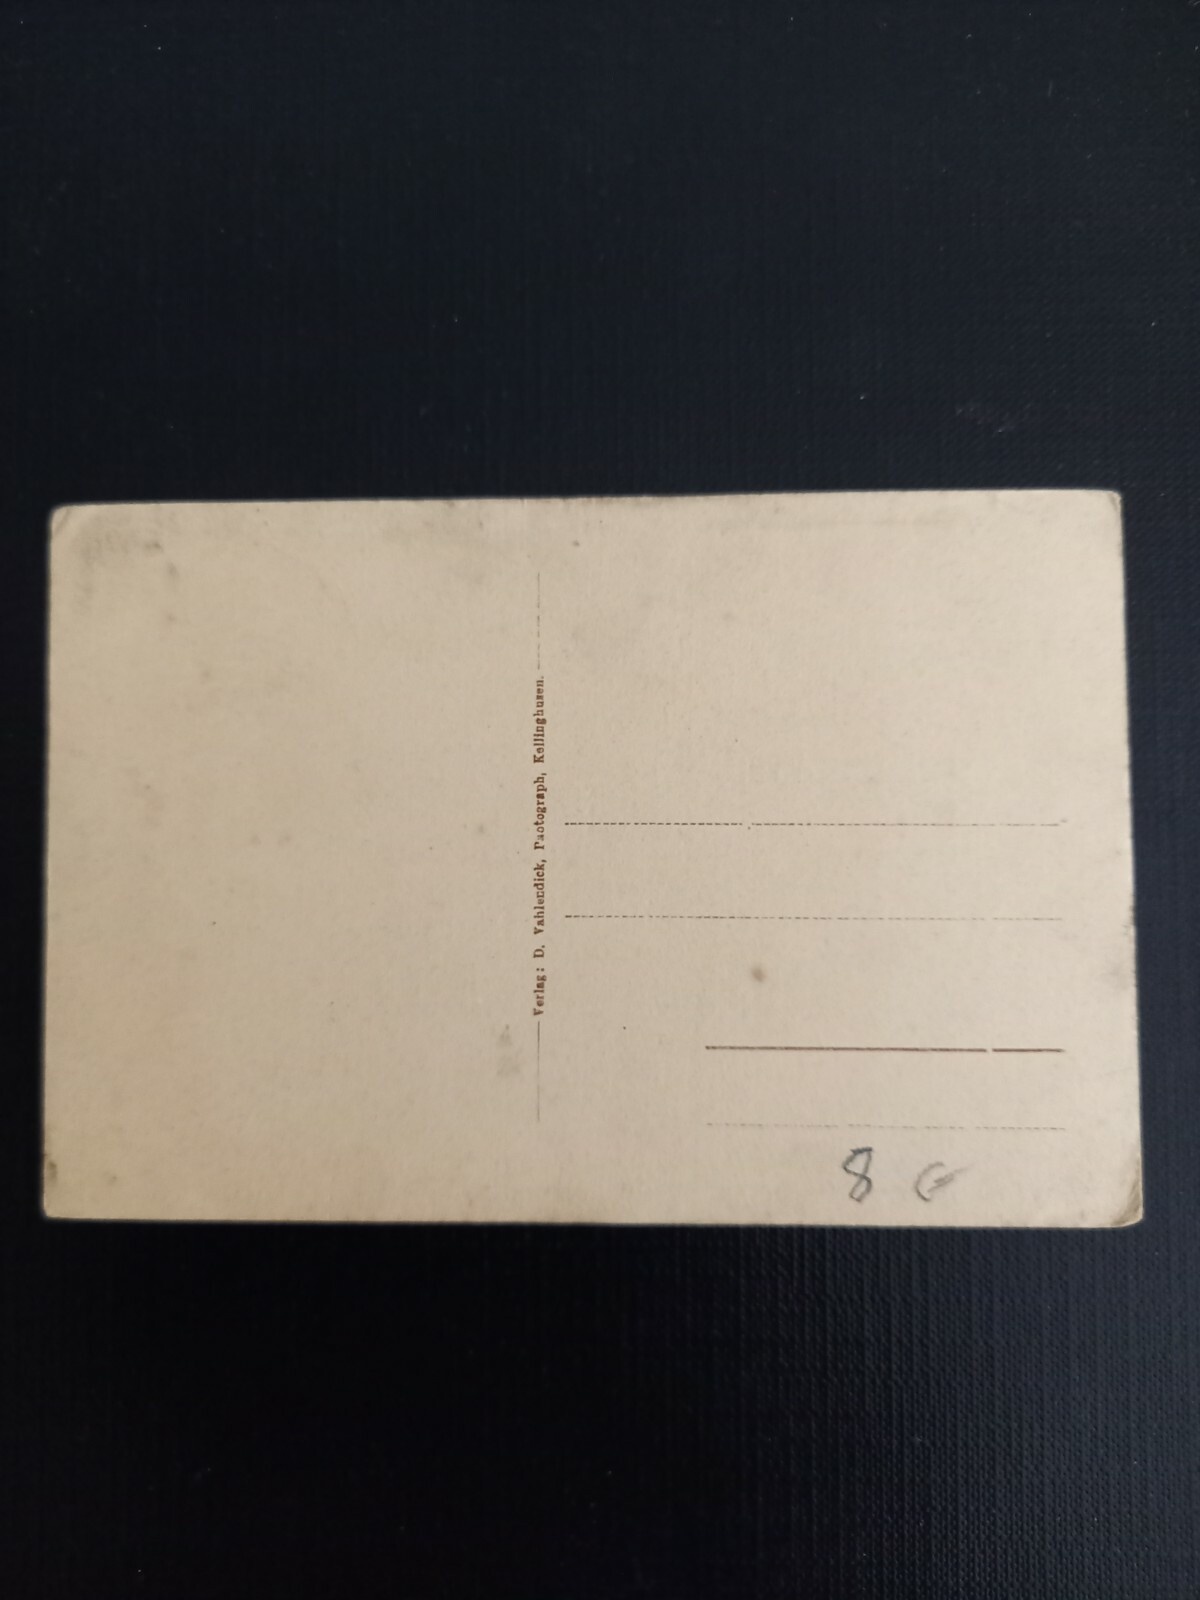 Verlag: D. Vahlendick, Photograph, Kellinghusen.
8 €